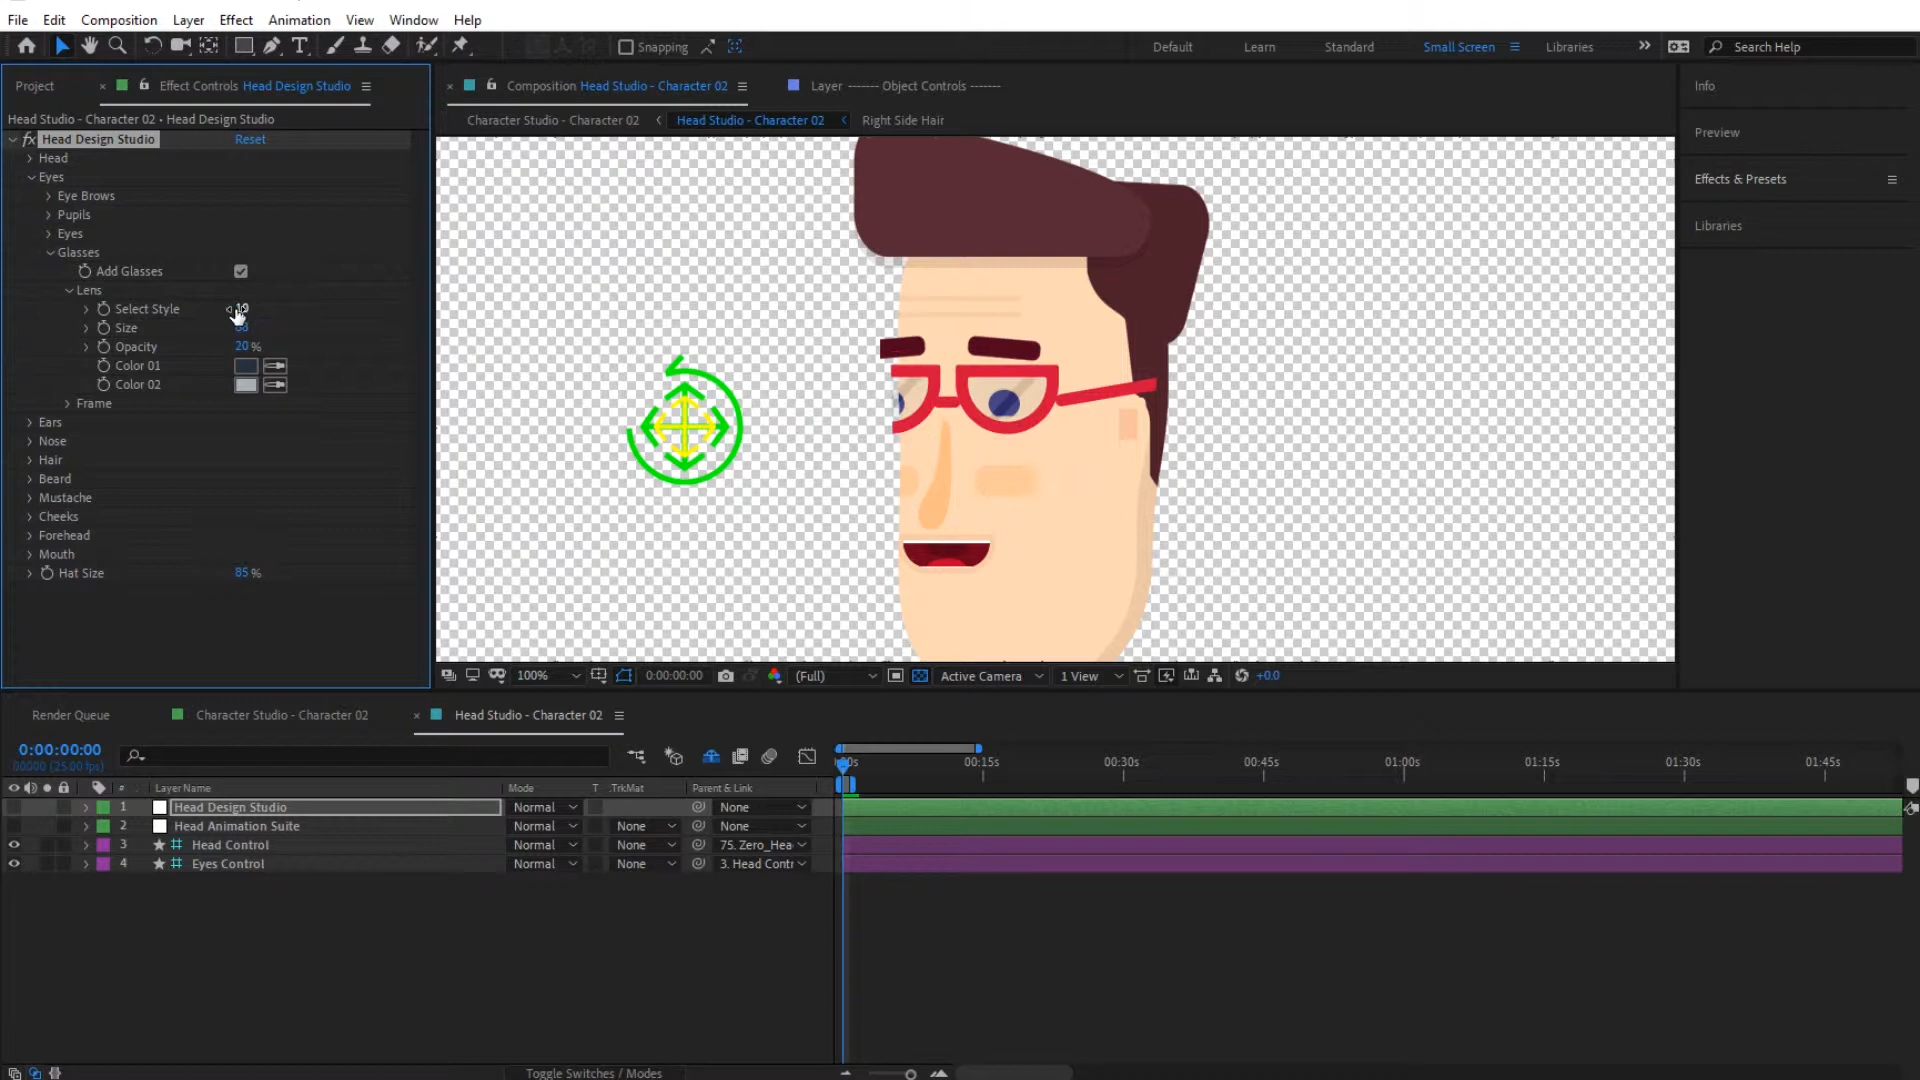 File Edit Composition Layer Effect Animation View Window Help
Snapping Default Learn Standard Small Screen Libraries Search Help
Project Effect Controls Head Design Studio Composition Head Studio - Character 02 Layer ------- Object Controls ------- Info
Head Studio - Character 02 • Head Design Studio Character Studio - Character 02 Head Studio - Character 02 Right Side Hair
fx Head Design Studio Reset Preview
Head
Eyes Effects & Presets
Eye Brows
Pupils Libraries
Eyes
Glasses
Add Glasses
Lens
Select Style
Size
Opacity 20 %
Color 01
Color 02
Frame
Ears
Nose
Hair
Beard
Mustache
Cheeks
Forehead
Mouth
Hat Size 85 %
100% 0:00:00:00 (Full) Active Camera 1 View +0.0
Render Queue Character Studio - Character 02 Head Studio - Character 02
0:00:00:00
00000 (25.00 fps)
00:15s 00:30s 00:45s 01:00s 01:15s 01:30s 01:45s
# Layer Name Mode T .TrkMat Parent & Link
1 Head Design Studio Normal None
2 Head Animation Suite Normal None None
3 Head Control Normal None 75. Zero_Hea
4 Eyes Control Normal None 3. Head Contr
Toggle Switches / Modes